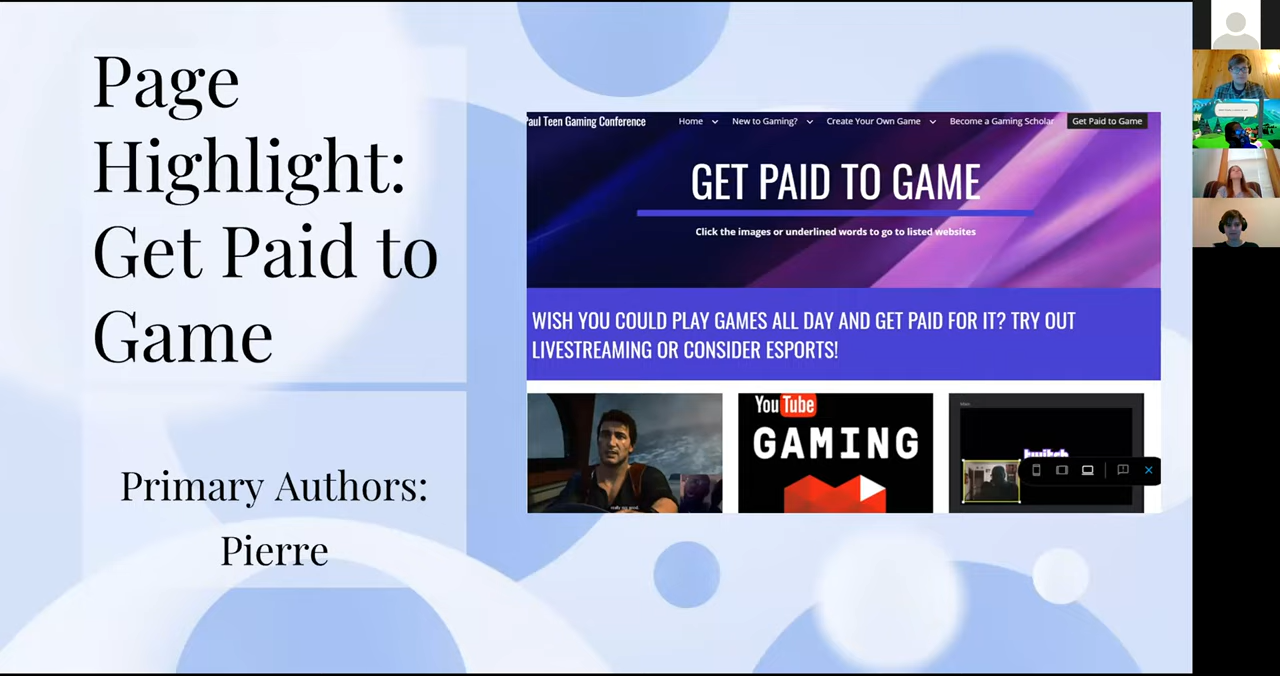 Page
Highlight:
Get Paid to
Game
Primary Authors:
Pierre
Paul Teen Gaming Conference
Home
New to Gaming?
Create Your Own Game
Become a Gaming Scholar
Get Paid to Game
GET PAID TO GAME
Click the images or underlined words to go to listed websites
WISH YOU COULD PLAY GAMES ALL DAY AND GET PAID FOR IT? TRY OUT
LIVESTREAMING OR CONSIDER ESPORTS!
YouTube
GAMING
Main
twitch